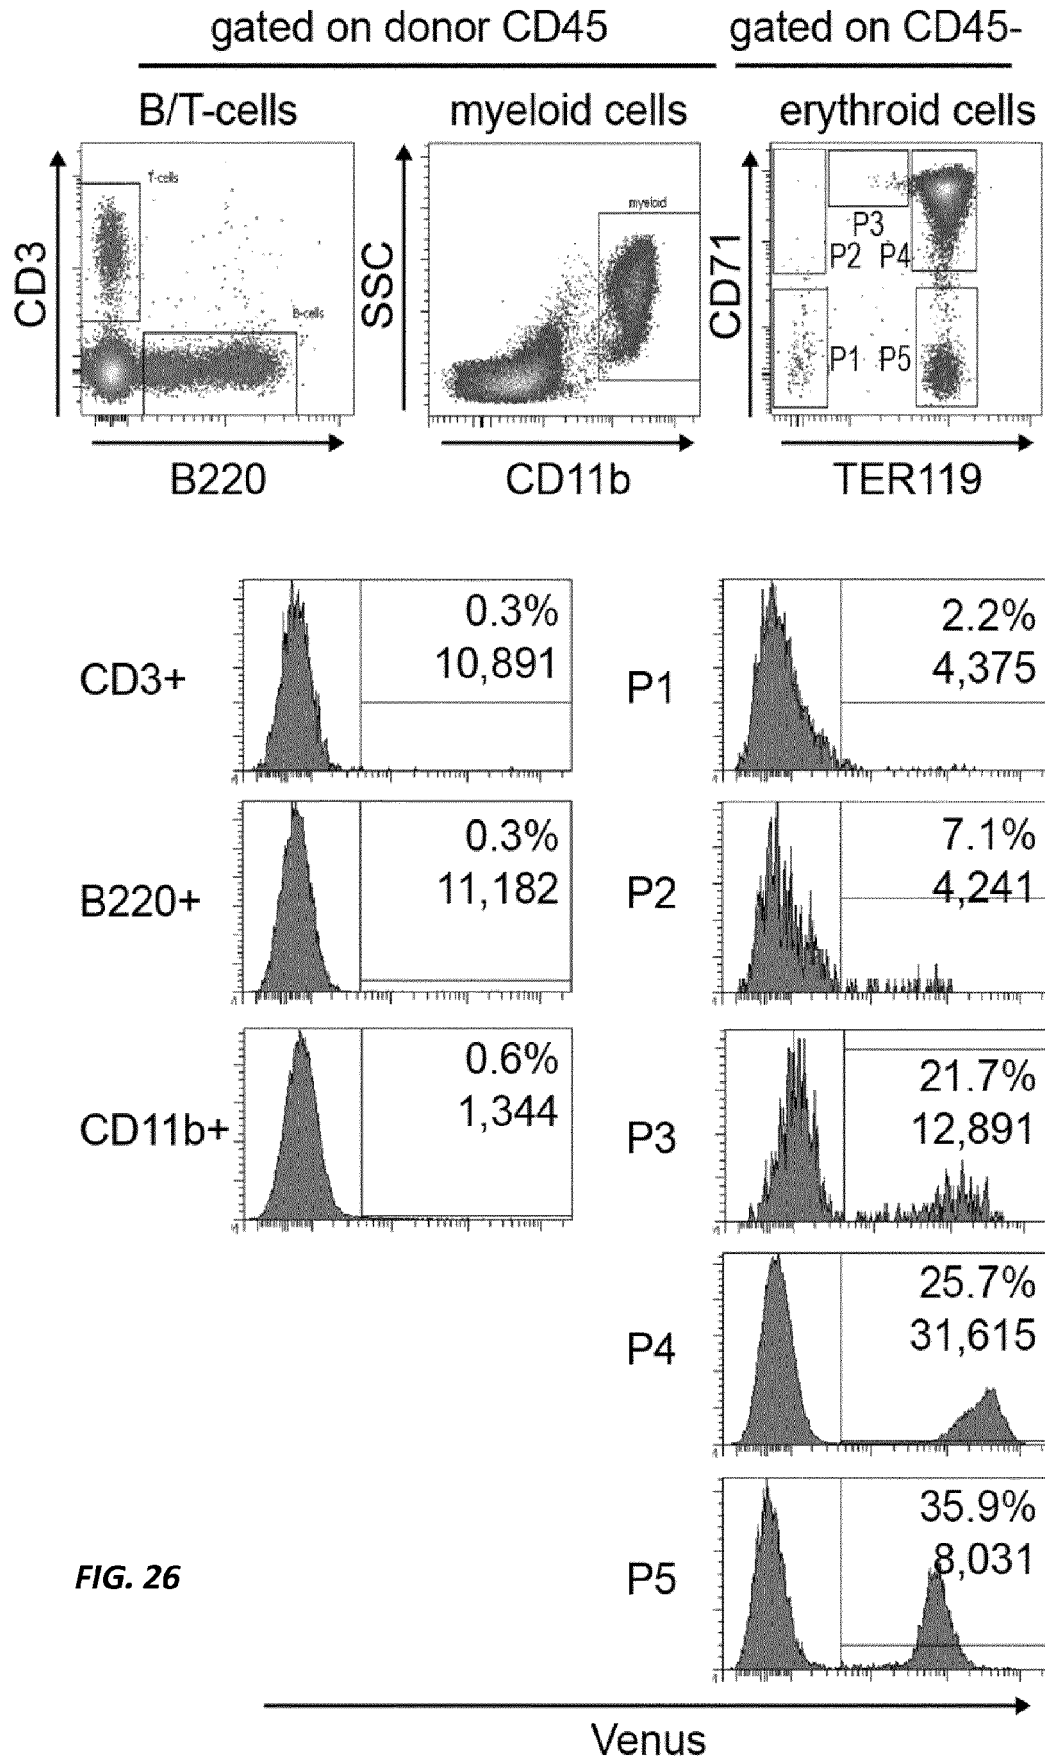 gated on donor CD45
gated on CD45-
B/T-cells
myeloid cells
erythroid cells
CD3
T-cells
B-cells
B220
SSC
myeloid
CD11b
CD71
P3
P2 P4
P1 P5
TER119
CD3+
0.3%
10,891
P1
2.2%
4,375
B220+
0.3%
11,182
P2
7.1%
4,241
CD11b+
0.6%
1,344
P3
21.7%
12,891
P4
25.7%
31,615
P5
35.9%
8,031
FIG. 26
Venus